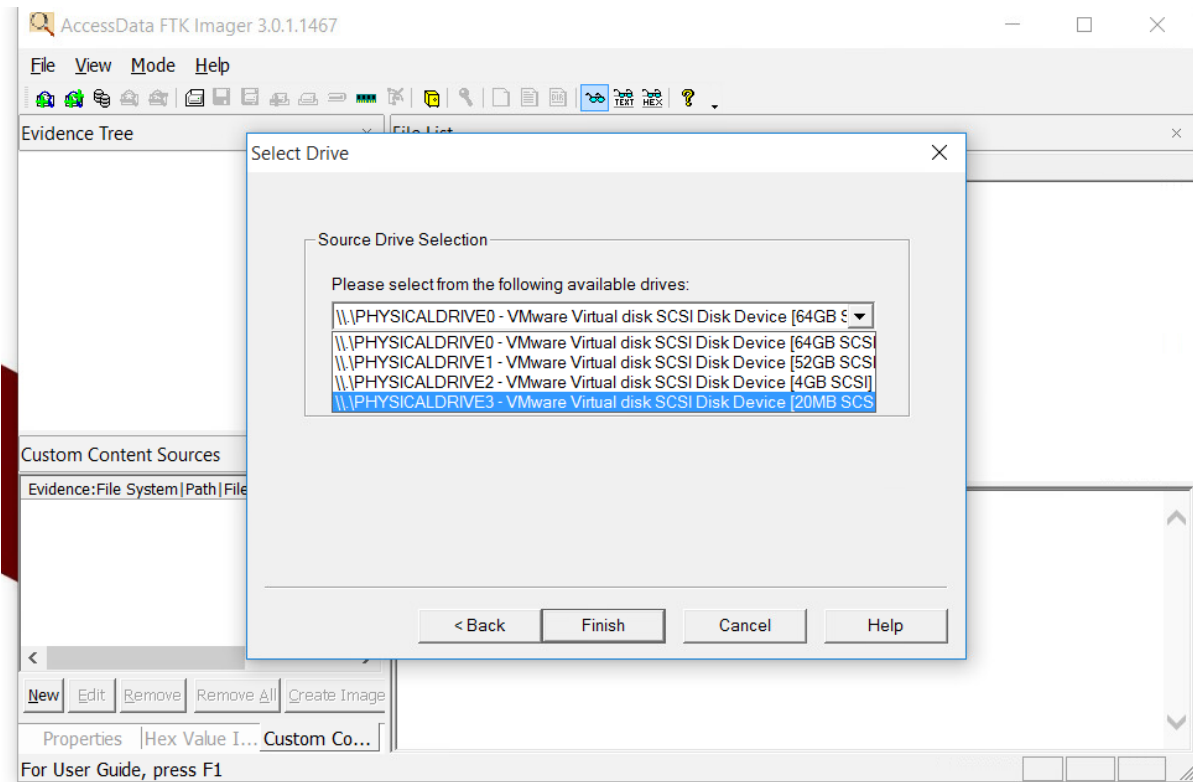 AccessData FTK Imager 3.0.1.1467
File View Mode Help
TEXT HEX
Evidence Tree
File List
Select Drive
Source Drive Selection
Please select from the following available drives:
\\.\PHYSICALDRIVE0 - VMware Virtual disk SCSI Disk Device [64GB S
\\.\PHYSICALDRIVE0 - VMware Virtual disk SCSI Disk Device [64GB SCSI
\\.\PHYSICALDRIVE1 - VMware Virtual disk SCSI Disk Device [52GB SCSI
\\.\PHYSICALDRIVE2 - VMware Virtual disk SCSI Disk Device [4GB SCSI]
\\.\PHYSICALDRIVE3 - VMware Virtual disk SCSI Disk Device [20MB SCS
Custom Content Sources
Evidence:File System|Path|File
< Back Finish Cancel Help
New Edit Remove Remove All Create Image
Properties Hex Value I... Custom Co...
For User Guide, press F1